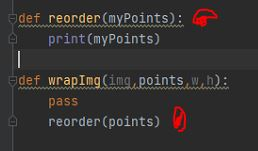 def reorder(myPoints):
    print(myPoints)
def wrapImg(img,points,w,h):
    pass
    reorder(points)